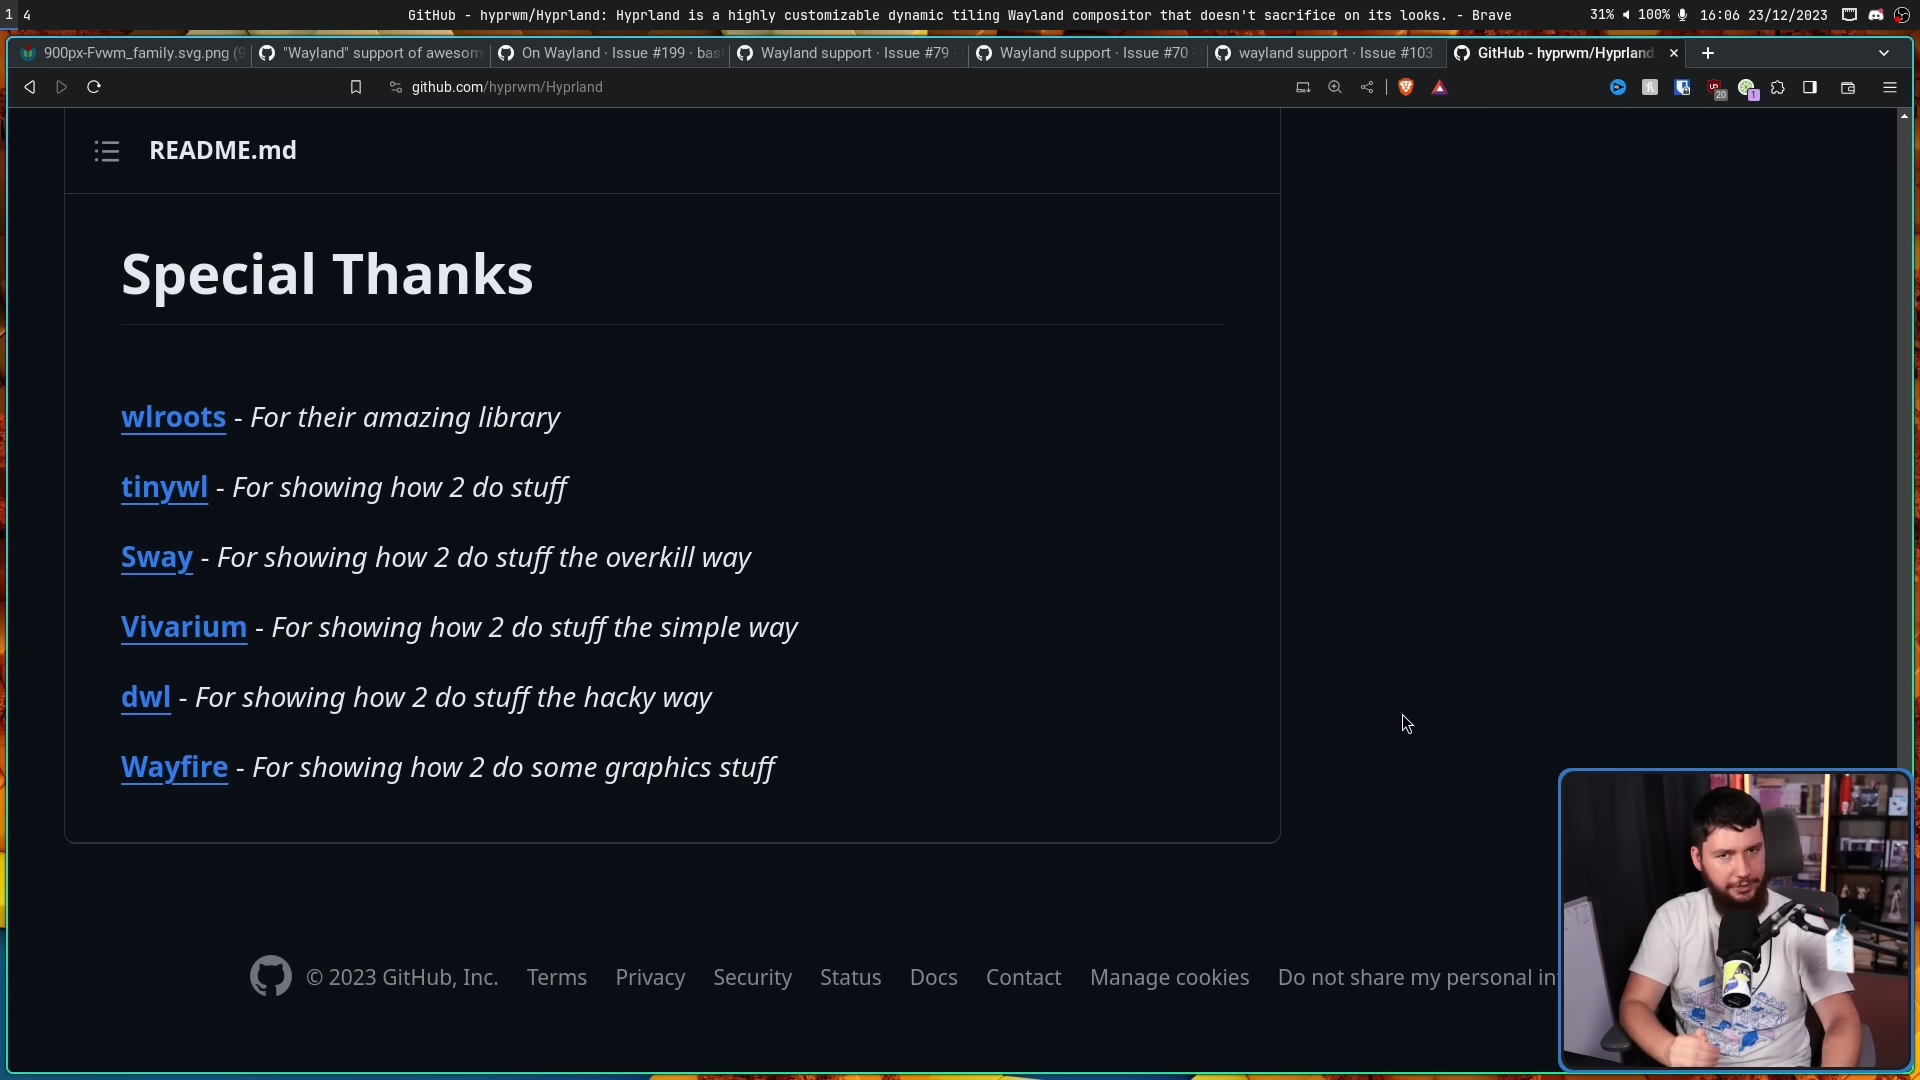 1 4
GitHub - hyprwm/Hyprland: Hyprland is a highly customizable dynamic tiling Wayland compositor that doesn't sacrifice on its looks. - Brave
31% 100% 16:06 23/12/2023
900px-Fvwm_family.svg.png (9
"Wayland" support of awesom
On Wayland · Issue #199 · bas
Wayland support · Issue #79 ·
Wayland support · Issue #70 ·
wayland support · Issue #103
GitHub - hyprwm/Hyprland
github.com/hyprwm/Hyprland
20
1
README.md
Special Thanks
wlroots - For their amazing library
tinywl - For showing how 2 do stuff
Sway - For showing how 2 do stuff the overkill way
Vivarium - For showing how 2 do stuff the simple way
dwl - For showing how 2 do stuff the hacky way
Wayfire - For showing how 2 do some graphics stuff
© 2023 GitHub, Inc. Terms Privacy Security Status Docs Contact Manage cookies Do not share my personal in